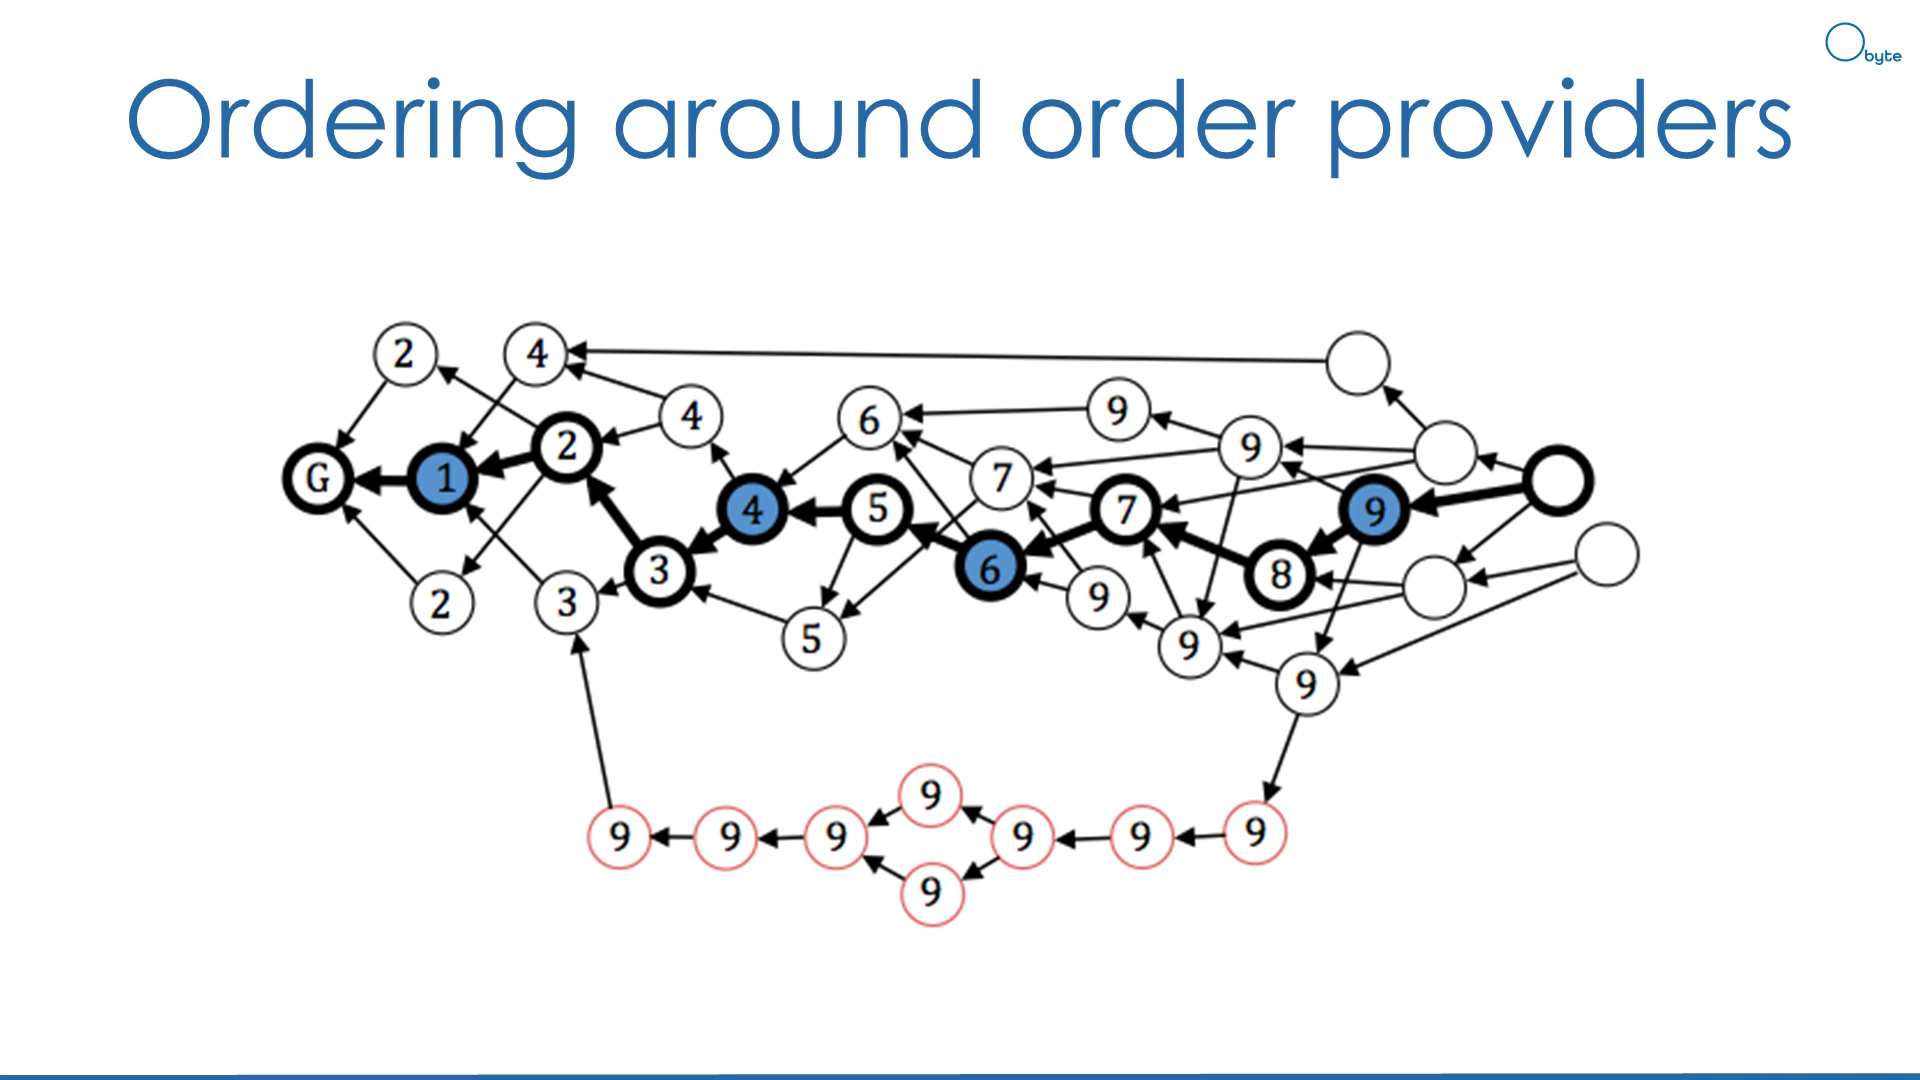 Obyte
Ordering around order providers
2 4
4 6 9
2 9
G 1 7
4 5 7 9
3 6 8
2 3 9
5 9
9
9
9 9 9 9 9 9
9